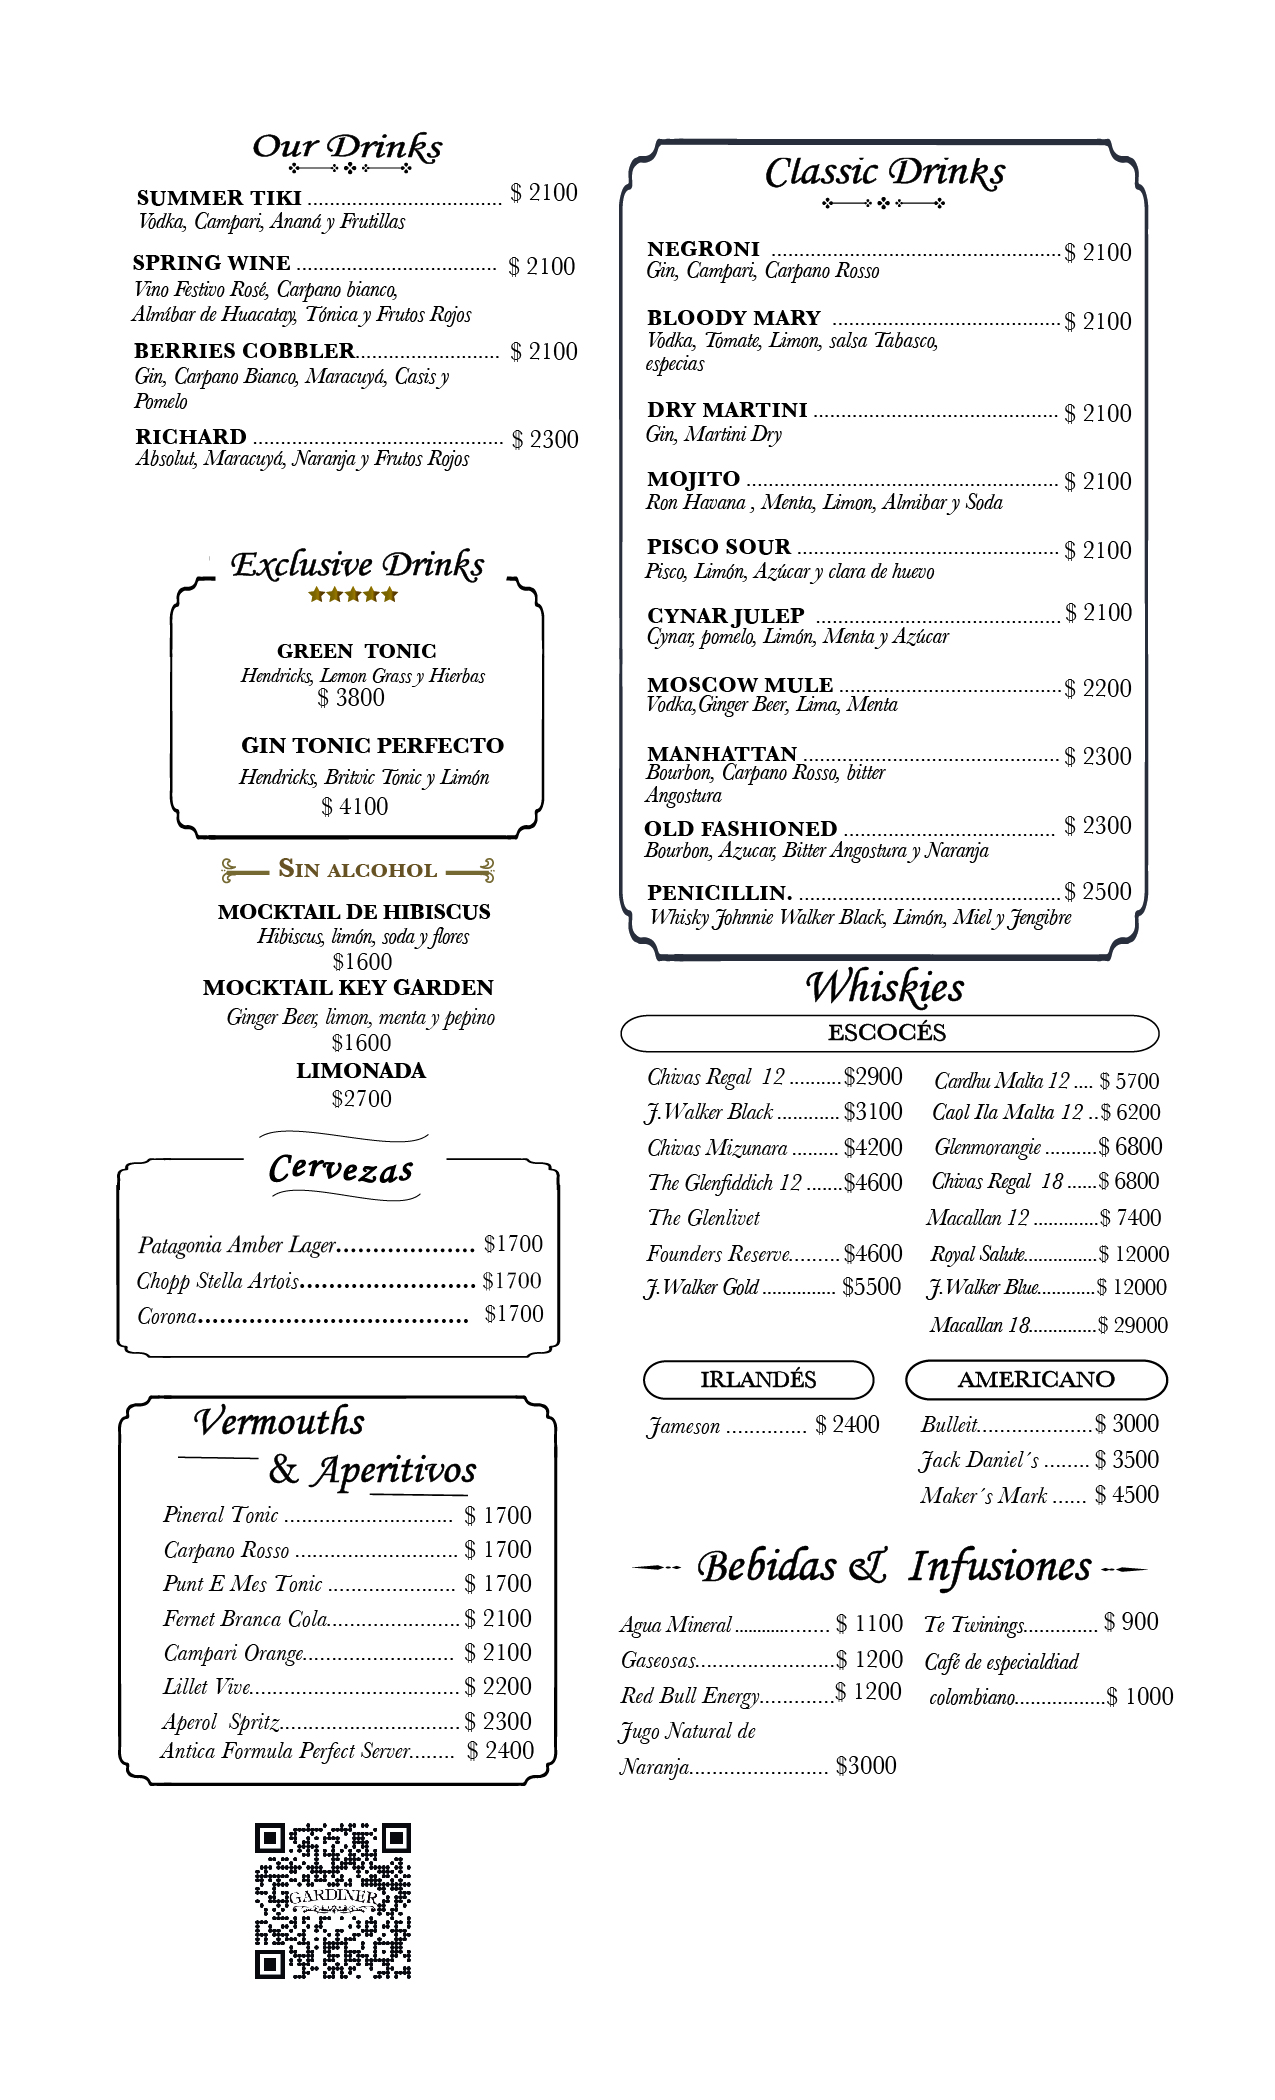 Our Drinks
SUMMER TIKI ................................... $ 2100
Vodka, Campari, Ananá y Frutillas
SPRING WINE .................................... $ 2100
Vino Festivo Rosé, Carpano bianco,
Almíbar de Huacatay, Tónica y Frutos Rojos
BERRIES COBBLER.......................... $ 2100
Gin, Carpano Bianco, Maracuyá, Casis y
Pomelo
RICHARD ............................................. $ 2300
Absolut, Maracuyá, Naranja y Frutos Rojos
Exclusive Drinks
GREEN TONIC
Hendricks, Lemon Grass y Hierbas
$ 3800
GIN TONIC PERFECTO
Hendricks, Britvic Tonic y Limón
$ 4100
SIN ALCOHOL
MOCKTAIL DE HIBISCUS
Hibiscus, limón, soda y flores
$1600
MOCKTAIL KEY GARDEN
Ginger Beer, limon, menta y pepino
$1600
LIMONADA
$2700
Cervezas
Patagonia Amber Lager................... $1700
Chopp Stella Artois........................ $1700
Corona..................................... $1700
Vermouths
& Aperitivos
Pineral Tonic ............................. $ 1700
Carpano Rosso ............................ $ 1700
Punt E Mes Tonic ...................... $ 1700
Fernet Branca Cola....................... $ 2100
Campari Orange.......................... $ 2100
Lillet Vive.................................... $ 2200
Aperol Spritz............................... $ 2300
Antica Formula Perfect Server........ $ 2400
GARDINER
Classic Drinks
NEGRONI .................................................... $ 2100
Gin, Campari, Carpano Rosso
BLOODY MARY ......................................... $ 2100
Vodka, Tomate, Limon, salsa Tabasco,
especias
DRY MARTINI ............................................ $ 2100
Gin, Martini Dry
MOJITO ........................................................ $ 2100
Ron Havana , Menta, Limon, Almibar y Soda
PISCO SOUR ............................................... $ 2100
Pisco, Limón, Azúcar y clara de huevo
CYNAR JULEP ............................................ $ 2100
Cynar, pomelo, Limón, Menta y Azúcar
MOSCOW MULE ........................................ $ 2200
Vodka,Ginger Beer, Lima, Menta
MANHATTAN .............................................. $ 2300
Bourbon, Carpano Rosso, bitter
Angostura
OLD FASHIONED ...................................... $ 2300
Bourbon, Azucar, Bitter Angostura y Naranja
PENICILLIN. ............................................... $ 2500
Whisky Johnnie Walker Black, Limón, Miel y Jengibre
Whiskies
ESCOCÉS
Chivas Regal 12 ..........$2900
J.Walker Black ............ $3100
Chivas Mizunara ......... $4200
The Glenfiddich 12 .......$4600
The Glenlivet
Founders Reserve......... $4600
J.Walker Gold ............... $5500
Cardhu Malta 12 .... $ 5700
Caol Ila Malta 12 ..$ 6200
Glenmorangie ..........$ 6800
Chivas Regal 18 ......$ 6800
Macallan 12 .............$ 7400
Royal Salute...............$ 12000
J.Walker Blue............$ 12000
Macallan 18..............$ 29000
IRLANDÉS
Jameson .............. $ 2400
AMERICANO
Bulleit.....................$ 3000
Jack Daniel´s ........ $ 3500
Maker´s Mark ...... $ 4500
Bebidas & Infusiones
Agua Mineral .................... $ 1100
Gaseosas........................$ 1200
Red Bull Energy.............$ 1200
Jugo Natural de
Naranja........................ $3000
Te Twinings.............. $ 900
Café de especialdiad
colombiano..................$ 1000